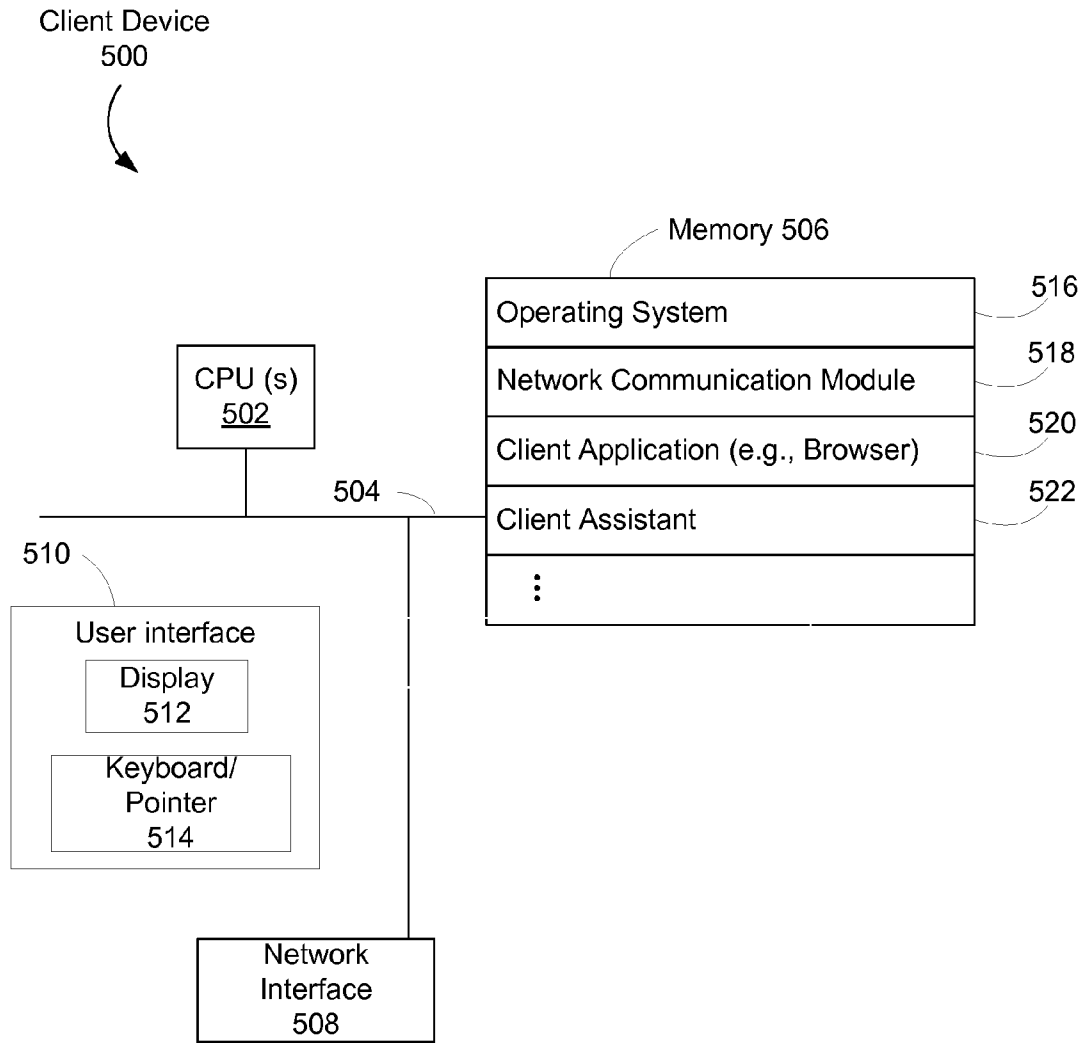 Client Device
500
Memory 506
Operating System
516
Network Communication Module
518
Client Application (e.g., Browser)
520
Client Assistant
522
⋮
CPU (s)
502
504
510
User interface
Display
512
Keyboard/
Pointer
514
Network
Interface
508